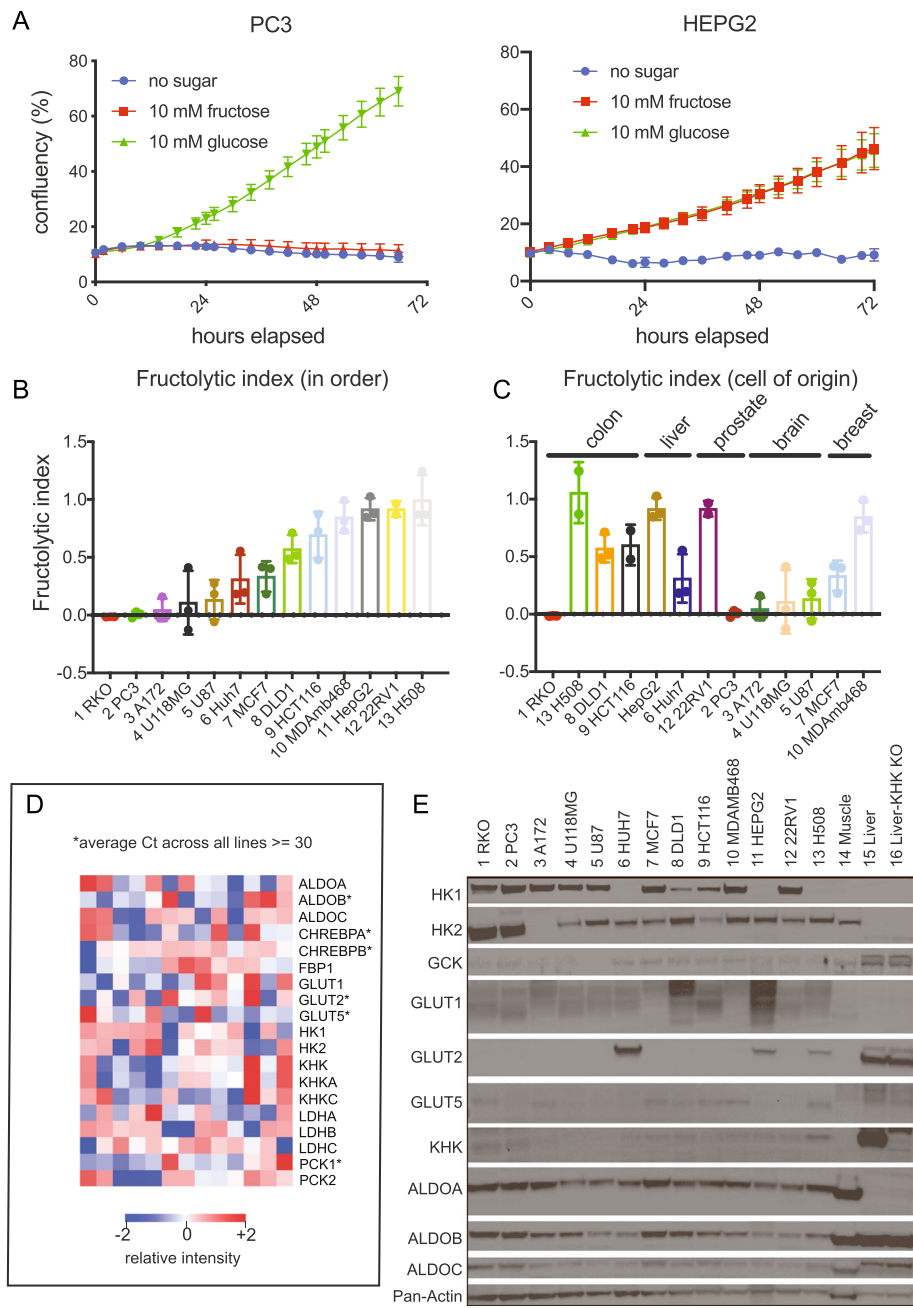 A
PC3
no sugar
10 mM fructose
10 mM glucose
confluency (%)
80
60
40
20
0
0
24
48
72
hours elapsed
HEPG2
no sugar
10 mM fructose
10 mM glucose
80
60
40
20
0
0
24
48
72
hours elapsed
B
Fructolytic index (in order)
Fructolytic index
1.5
1.0
0.5
0.0
-0.5
1 RKO
2 PC3
3 A172
4 U118MG
5 U87
6 Huh7
7 MCF7
8 DLD1
9 HCT116
10 MDAmb468
11 HepG2
12 22RV1
13 H508
C
Fructolytic index (cell of origin)
colon
liver
prostate
brain
breast
1.5
1.0
0.5
0.0
-0.5
1 RKO
13 H508
8 DLD1
9 HCT116
HepG2
6 Huh7
12 22RV1
2 PC3
3 A172
4 U118MG
5 U87
7 MCF7
10 MDAmb468
D
*average Ct across all lines >= 30
ALDOA
ALDOB*
ALDOC
CHREBPA*
CHREBPB*
FBP1
GLUT1
GLUT2*
GLUT5*
HK1
HK2
KHK
KHKA
KHKC
LDHA
LDHB
LDHC
PCK1*
PCK2
-2
0
+2
relative intensity
E
1 RKO
2 PC3
3 A172
4 U118MG
5 U87
6 HUH7
7 MCF7
8 DLD1
9 HCT116
10 MDAMB468
11 HEPG2
12 22RV1
13 H508
14 Muscle
15 Liver
16 Liver-KHK KO
HK1
HK2
GCK
GLUT1
GLUT2
GLUT5
KHK
ALDOA
ALDOB
ALDOC
Pan-Actin